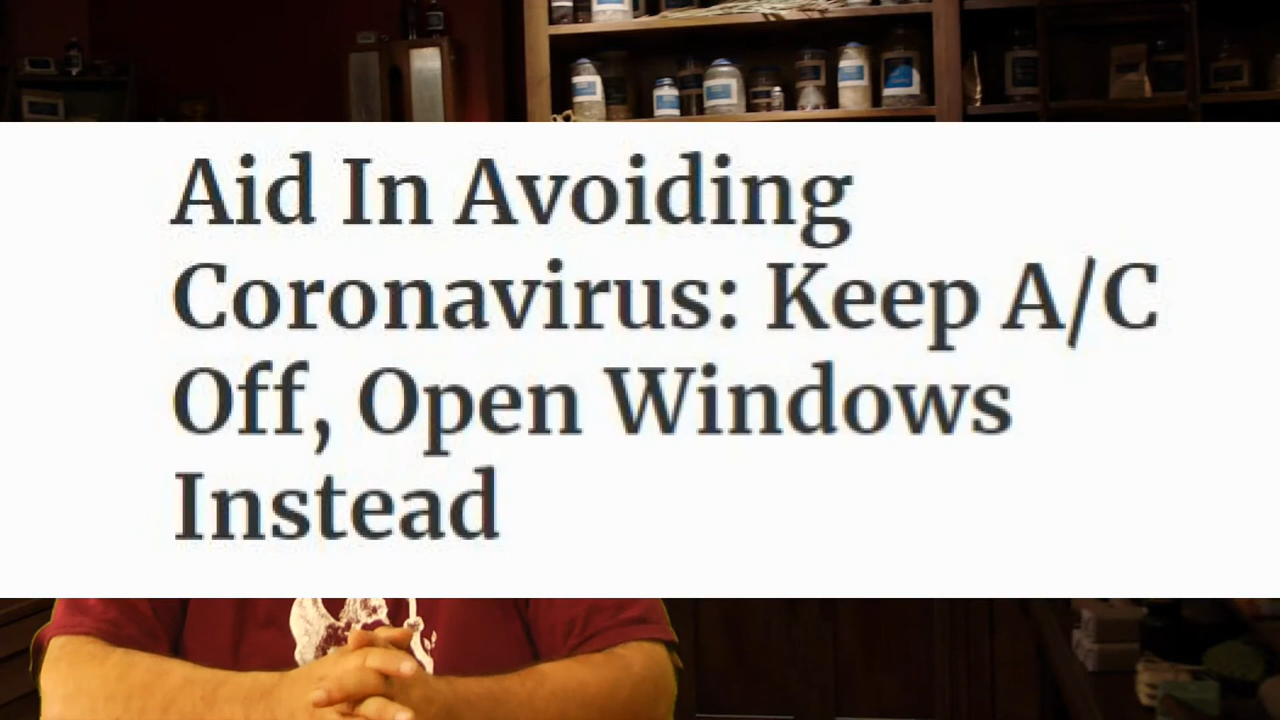 Aid In Avoiding
Coronavirus: Keep A/C
Off, Open Windows
Instead